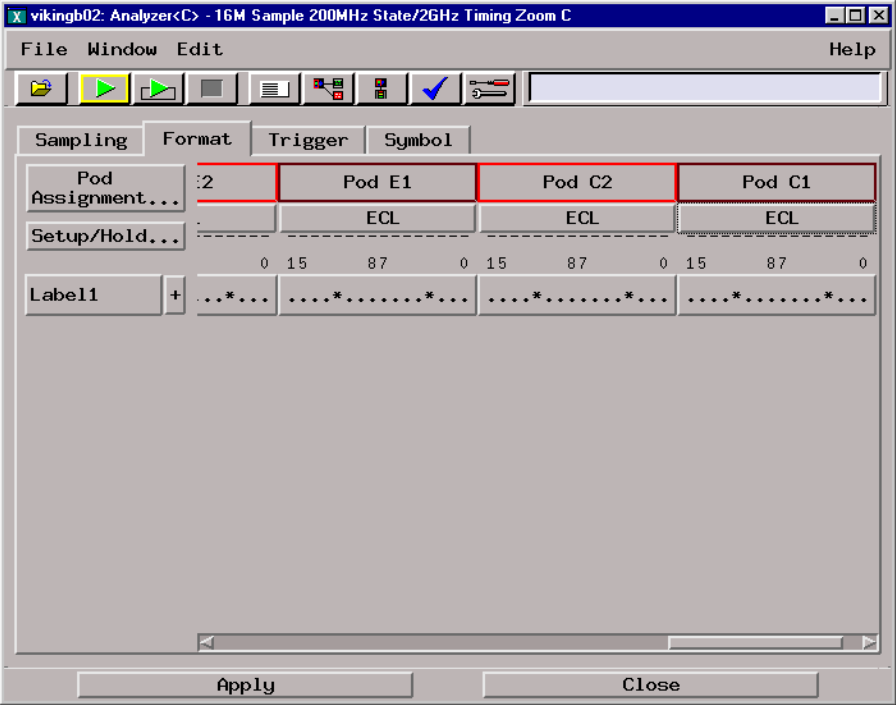 vikingb02: Analyzer<C> - 16M Sample 200MHz State/2GHz Timing Zoom C
File Window Edit Help
Sampling Format Trigger Symbol
Pod Assignment... E2 Pod E1 Pod C2 Pod C1
ECL ECL ECL
Setup/Hold...
0 15 87 0 15 87 0 15 87 0
Label1 + ...*... ....*.......*... ....*.......*... ....*.......*...
Apply Close